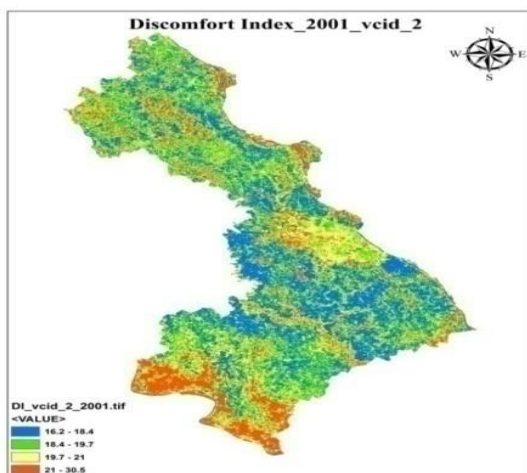 Discomfort Index_2001_vcid_2
N
W E
S
DI_vcid_2_2001.tif
<VALUE>
16.2 - 18.4
18.4 - 19.7
19.7 - 21
21 - 30.5